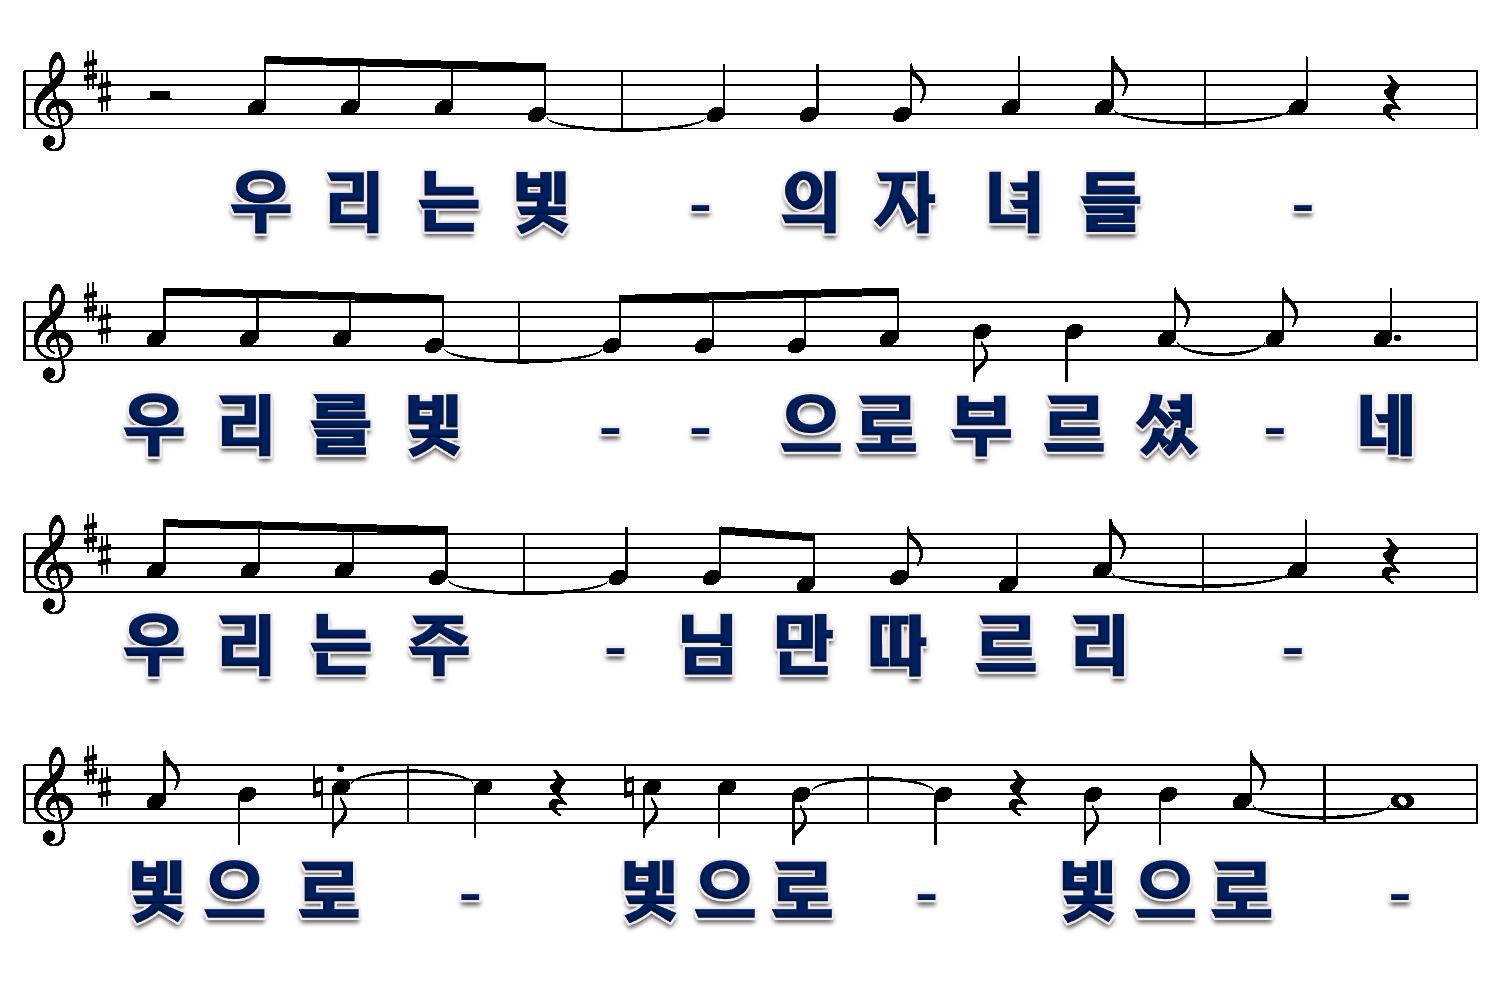 우리는빛 - 의자녀들 -
우리를빛 - - 으로부르셨 - 네
우리는주 - 님만따르리 -
빛으로 - 빛으로 - 빛으로 -